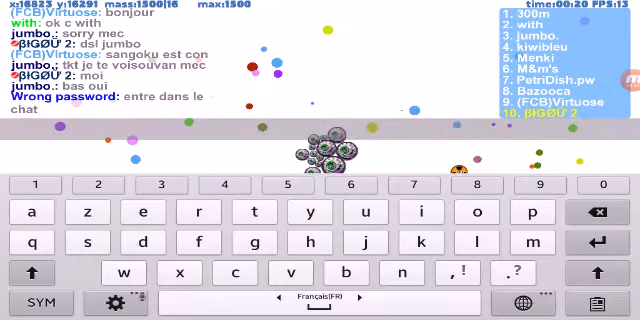 x:16823 y:16291 mass:1500|16 max:1500
time:00:20 FPS:13
(FCB)Virtuose: bonjour
with: ok c with
jumbo.: sorry mec
βIGØÜ 2: dsl jumbo
(FCB)Virtuose: sangoku est con
jumbo.: tkt je te voisouvan mec
βIGØÜ 2: moi
jumbo.: bas oui
Wrong password: entre dans le
chat
1. 300m
2. with
3. jumbo.
4. kiwibleu
5. Menki
6. M&m's
7. PetriDish.pw
8. Bazooca
9. (FCB)Virtuose
10. βIGØÜ 2
1 2 3 4 5 6 7 8 9 0
a z e r t y u i o p
q s d f g h j k l m
w x c v b n , ! . ?
SYM
Français(FR)